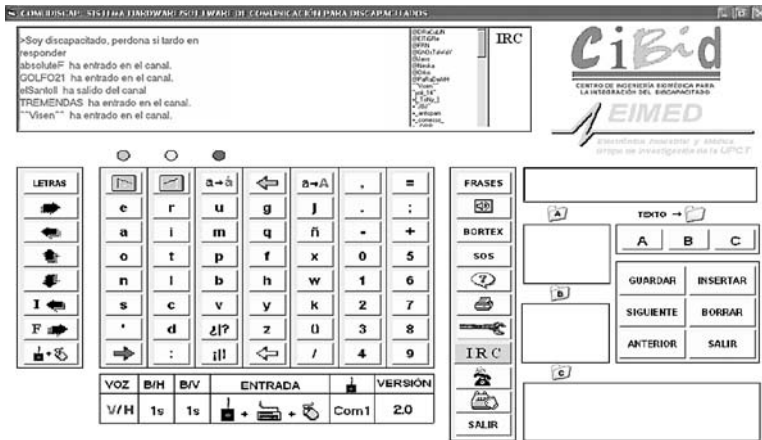 COMUDISCAP: SISTEMA HARDWARE/SOFTWARE DE COMUNICACIÓN PARA DISCAPACITADOS
>Soy discapacitado, perdona si tardo en
responder
absoluteF ha entrado en el canal.
GOLFO21 ha entrado en el canal.
elSantoll ha salido del canal
TREMENDAS ha entrado en el canal.
^^Visen^^ ha entrado en el canal.
IRC
CiBid
CENTRO DE INGENIERÍA BIOMÉDICA PARA
LA INTEGRACIÓN DEL DISCAPACITADO
EIMED
Electrónica Industrial y Médica
Grupo de investigación de la UPCT
LETRAS
I
F
a→á a→A , =
e r u g J . ;
a i m q ñ - +
o t p f x 0 5
n l b h w 1 6
s c v y k 2 7
' d ¿|? z 3 8
: ¡|! / 4 9
FRASES
BORTEX
SOS
IRC
SALIR
A
TEXTO →
A B C
B
C
GUARDAR INSERTAR
SIGUIENTE BORRAR
ANTERIOR SALIR
VOZ B/H B/V ENTRADA VERSIÓN
V/H 1s 1s + + Com1 2.0